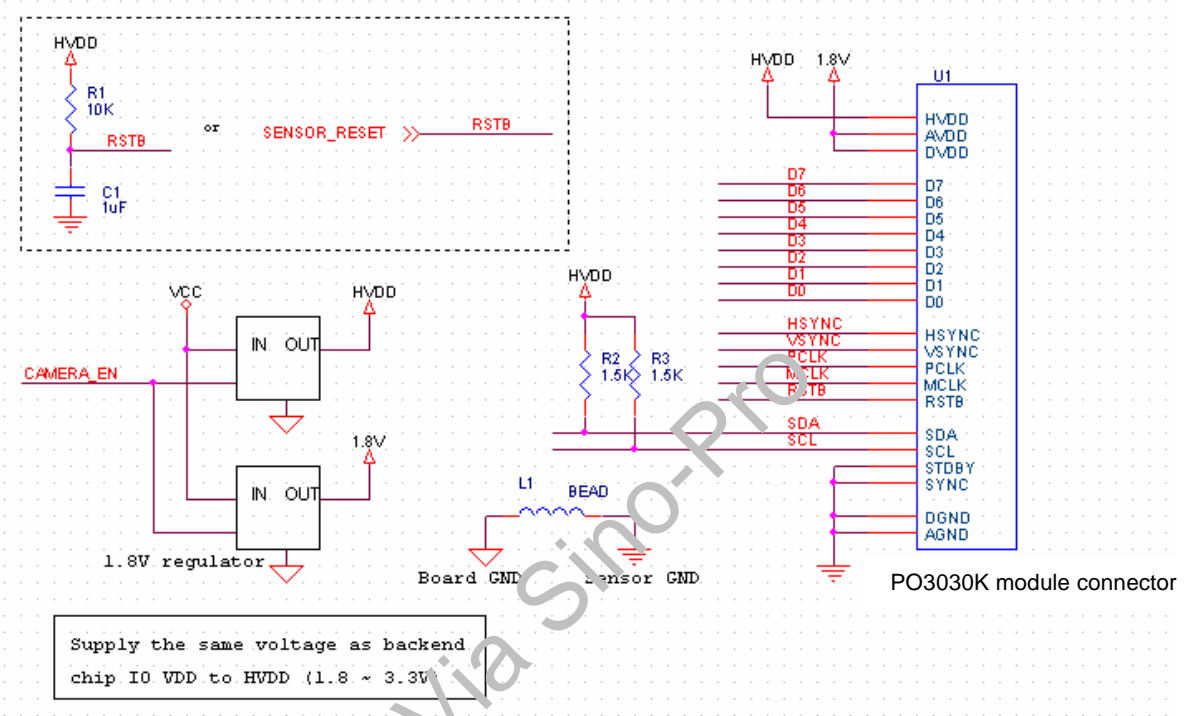 HVDD
R1
10K
RSTB
or
SENSOR_RESET
RSTB
C1
1uF
VCC
HVDD
IN OUT
CAMERA_EN
1.8V
IN OUT
1.8V regulator
HVDD
R2
1.5K
R3
1.5K
SDA
SCL
L1
BEAD
Board GND
Sensor GND
HVDD 1.8V
U1
HVDD
AVDD
DVDD
D7 D7
D6 D6
D5 D5
D4 D4
D3 D3
D2 D2
D1 D1
D0 D0
HSYNC HSYNC
VSYNC VSYNC
PCLK PCLK
MCLK MCLK
RSTB RSTB
SDA
SCL
STDBY
SYNC
DGND
AGND
PO3030K module connector
Supply the same voltage as backend
chip IO VDD to HVDD (1.8 ~ 3.3V)
Via Sino-Pro